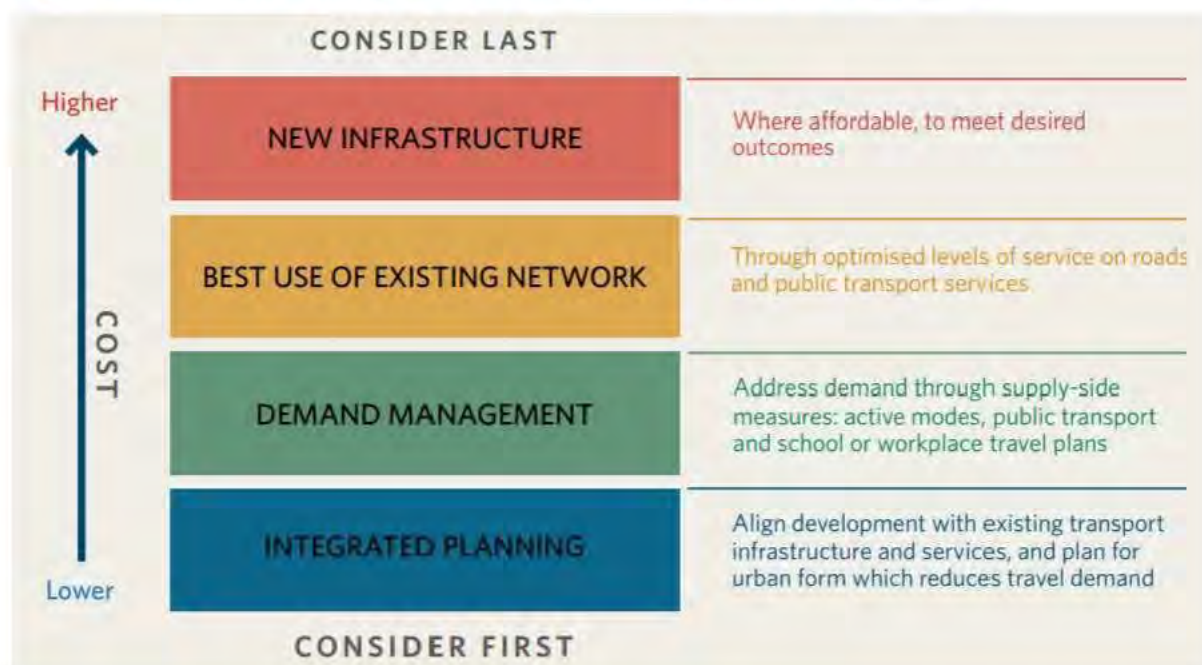 CONSIDER LAST
Higher
NEW INFRASTRUCTURE
Where affordable, to meet desired
outcomes
BEST USE OF EXISTING NETWORK
Through optimised levels of service on roads
and public transport services
COST
DEMAND MANAGEMENT
Address demand through supply-side
measures: active modes, public transport
and school or workplace travel plans
INTEGRATED PLANNING
Align development with existing transport
infrastructure and services, and plan for
urban form which reduces travel demand
Lower
CONSIDER FIRST